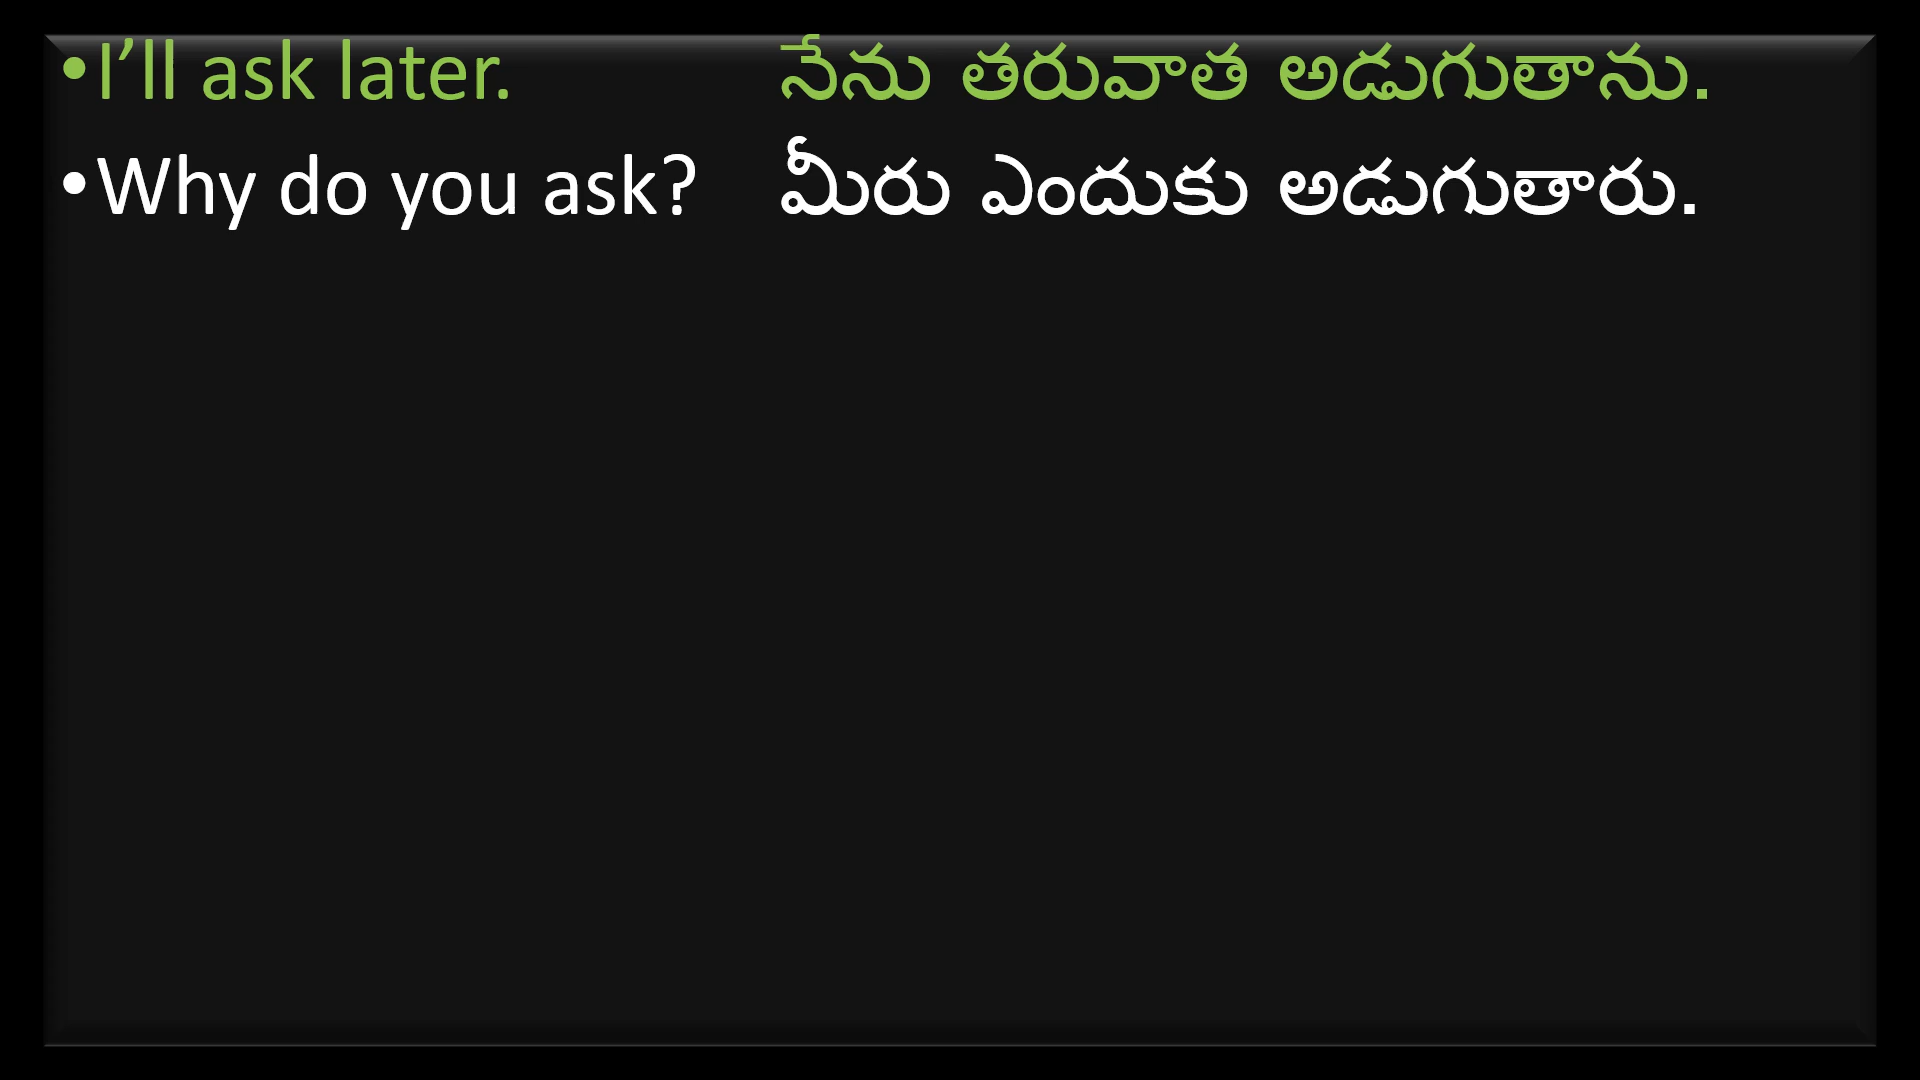 •I’ll ask later. నేను తరువాత అడుగుతాను.
•Why do you ask? మీరు ఎందుకు అడుగుతారు.